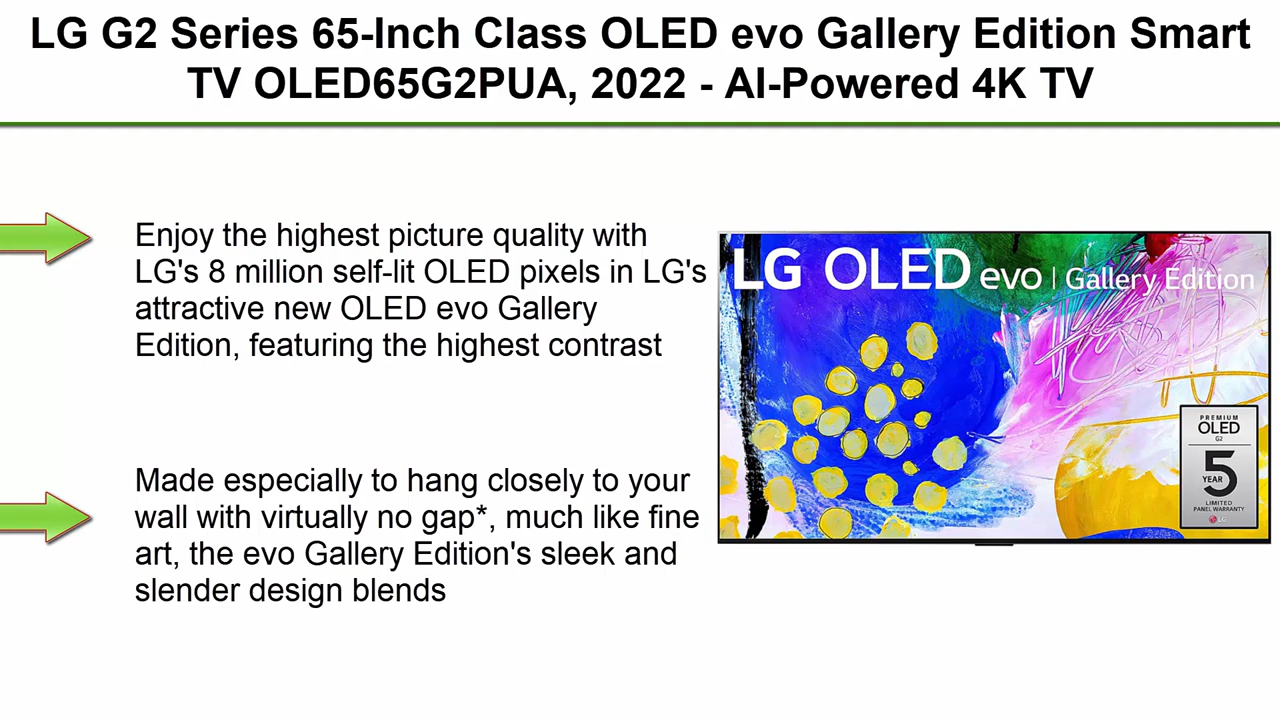 LG G2 Series 65-Inch Class OLED evo Gallery Edition Smart
TV OLED65G2PUA, 2022 - AI-Powered 4K TV
Enjoy the highest picture quality with
LG's 8 million self-lit OLED pixels in LG's
attractive new OLED evo Gallery
Edition, featuring the highest contrast
Made especially to hang closely to your
wall with virtually no gap*, much like fine
art, the evo Gallery Edition's sleek and
slender design blends
LG OLED evo | Gallery Edition
PREMIUM
OLED
G2
5
YEAR
LIMITED
PANEL WARRANTY
LG